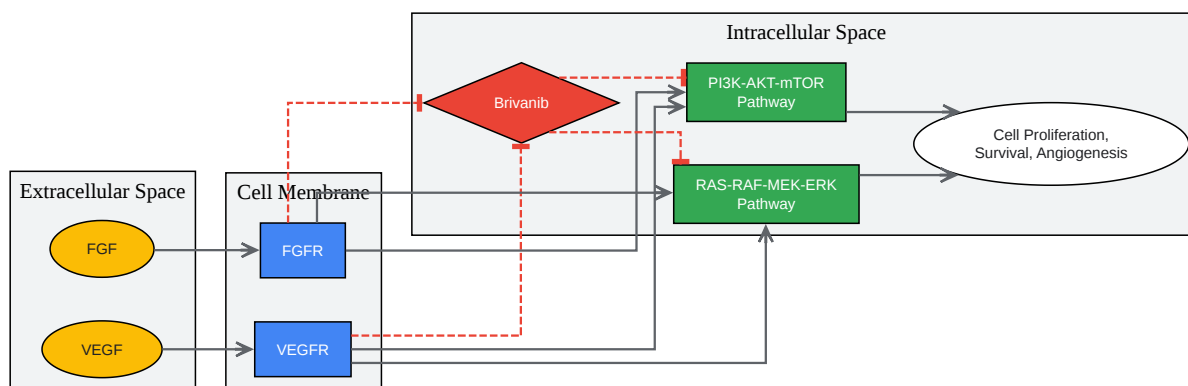 Intracellular Space
Brivanib
PI3K-AKT-mTOR
Pathway
Cell Proliferation,
Survival, Angiogenesis
RAS-RAF-MEK-ERK
Pathway
Extracellular Space
FGF
VEGF
Cell Membrane
FGFR
VEGFR